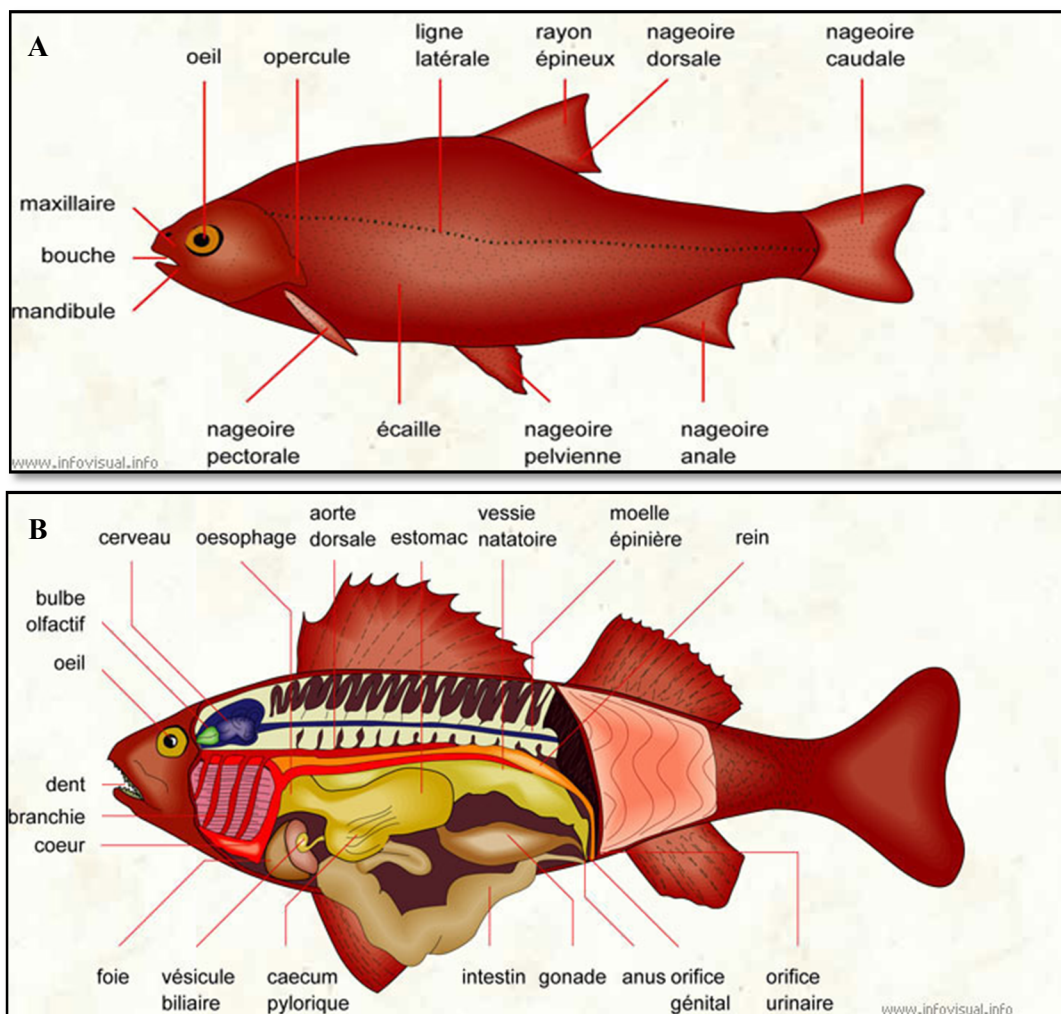 A
oeil
opercule
ligne
latérale
rayon
épineux
nageoire
dorsale
nageoire
caudale
maxillaire
bouche
mandibule
nageoire
pectorale
écaille
nageoire
pelvienne
nageoire
anale
www.infovisual.info
B
cerveau
oesophage
aorte
dorsale
estomac
vessie
natatoire
moelle
épinière
rein
bulbe
olfactif
oeil
dent
branchie
coeur
foie
vésicule
biliaire
caecum
pylorique
intestin
gonade
anus
orifice
génital
orifice
urinaire
www.infovisual.info